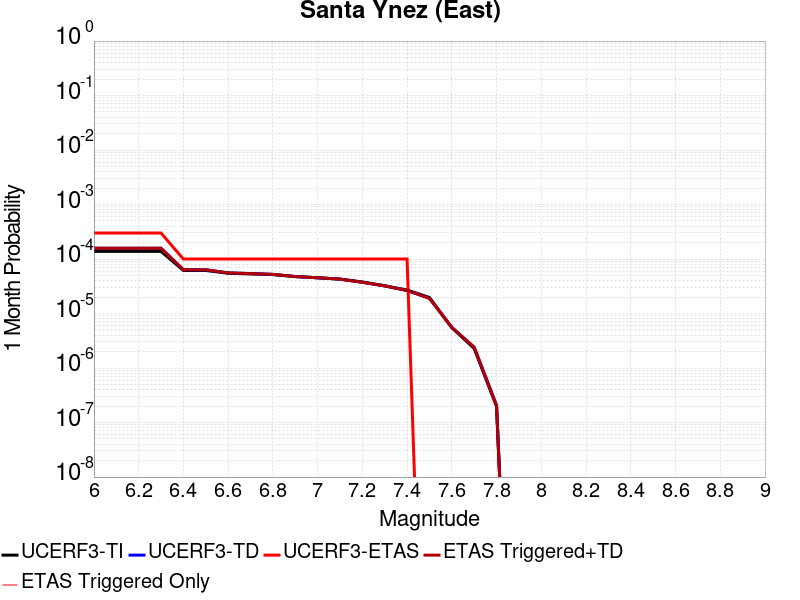 Santa Ynez (East)
10^0
10^-1
10^-2
10^-3
10^-4
10^-5
10^-6
10^-7
10^-8
1 Month Probability
6 6.2 6.4 6.6 6.8 7 7.2 7.4 7.6 7.8 8 8.2 8.4 8.6 8.8 9
Magnitude
UCERF3-TI UCERF3-TD UCERF3-ETAS ETAS Triggered+TD
ETAS Triggered Only